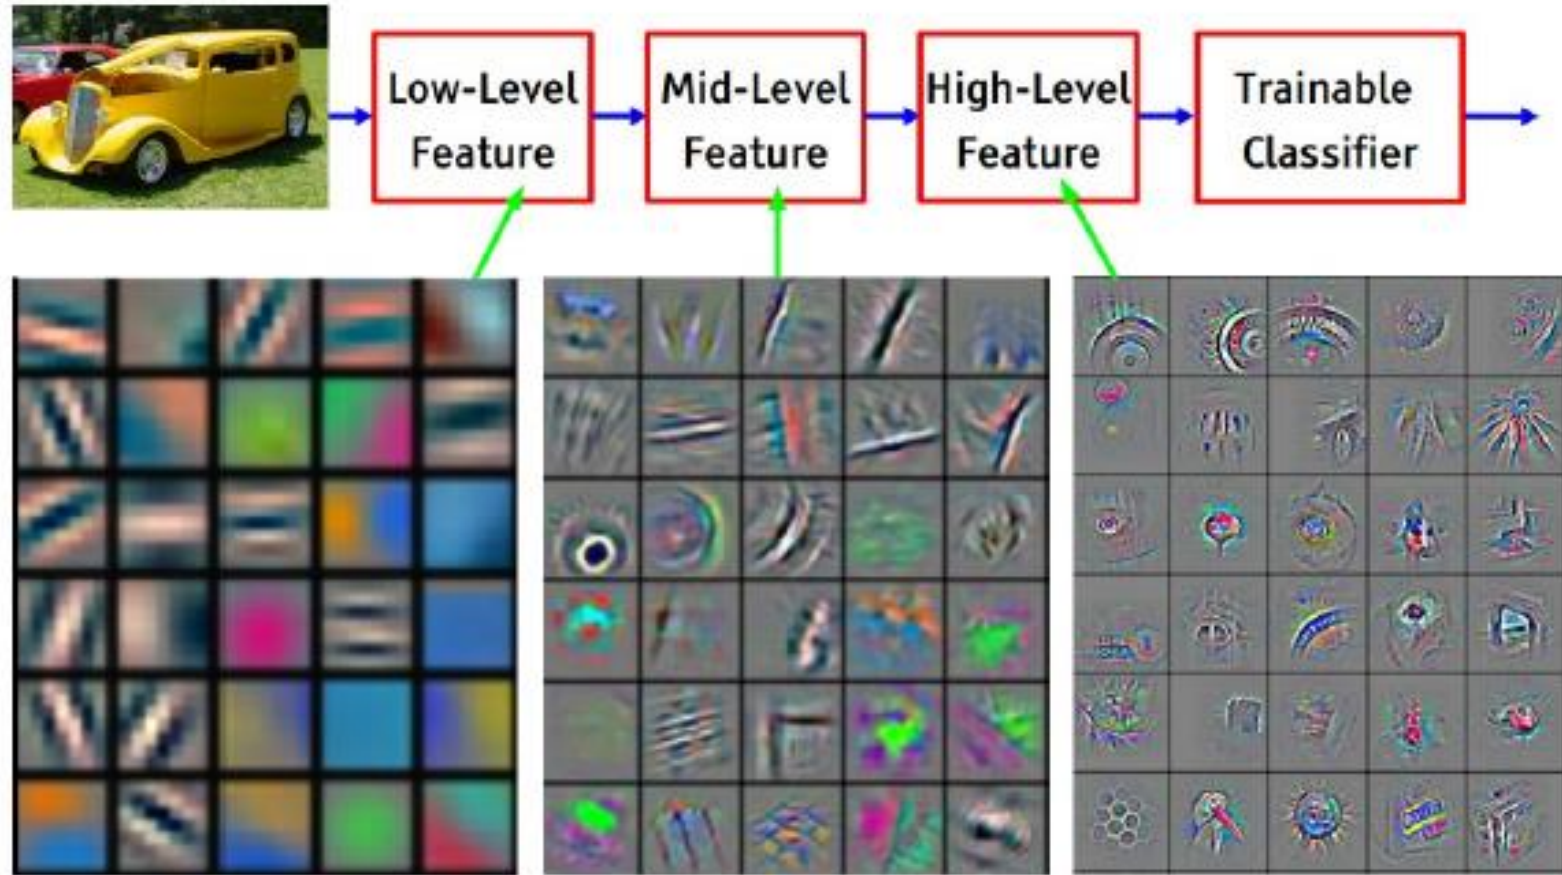 Low-Level
Feature
Mid-Level
Feature
High-Level
Feature
Trainable
Classifier